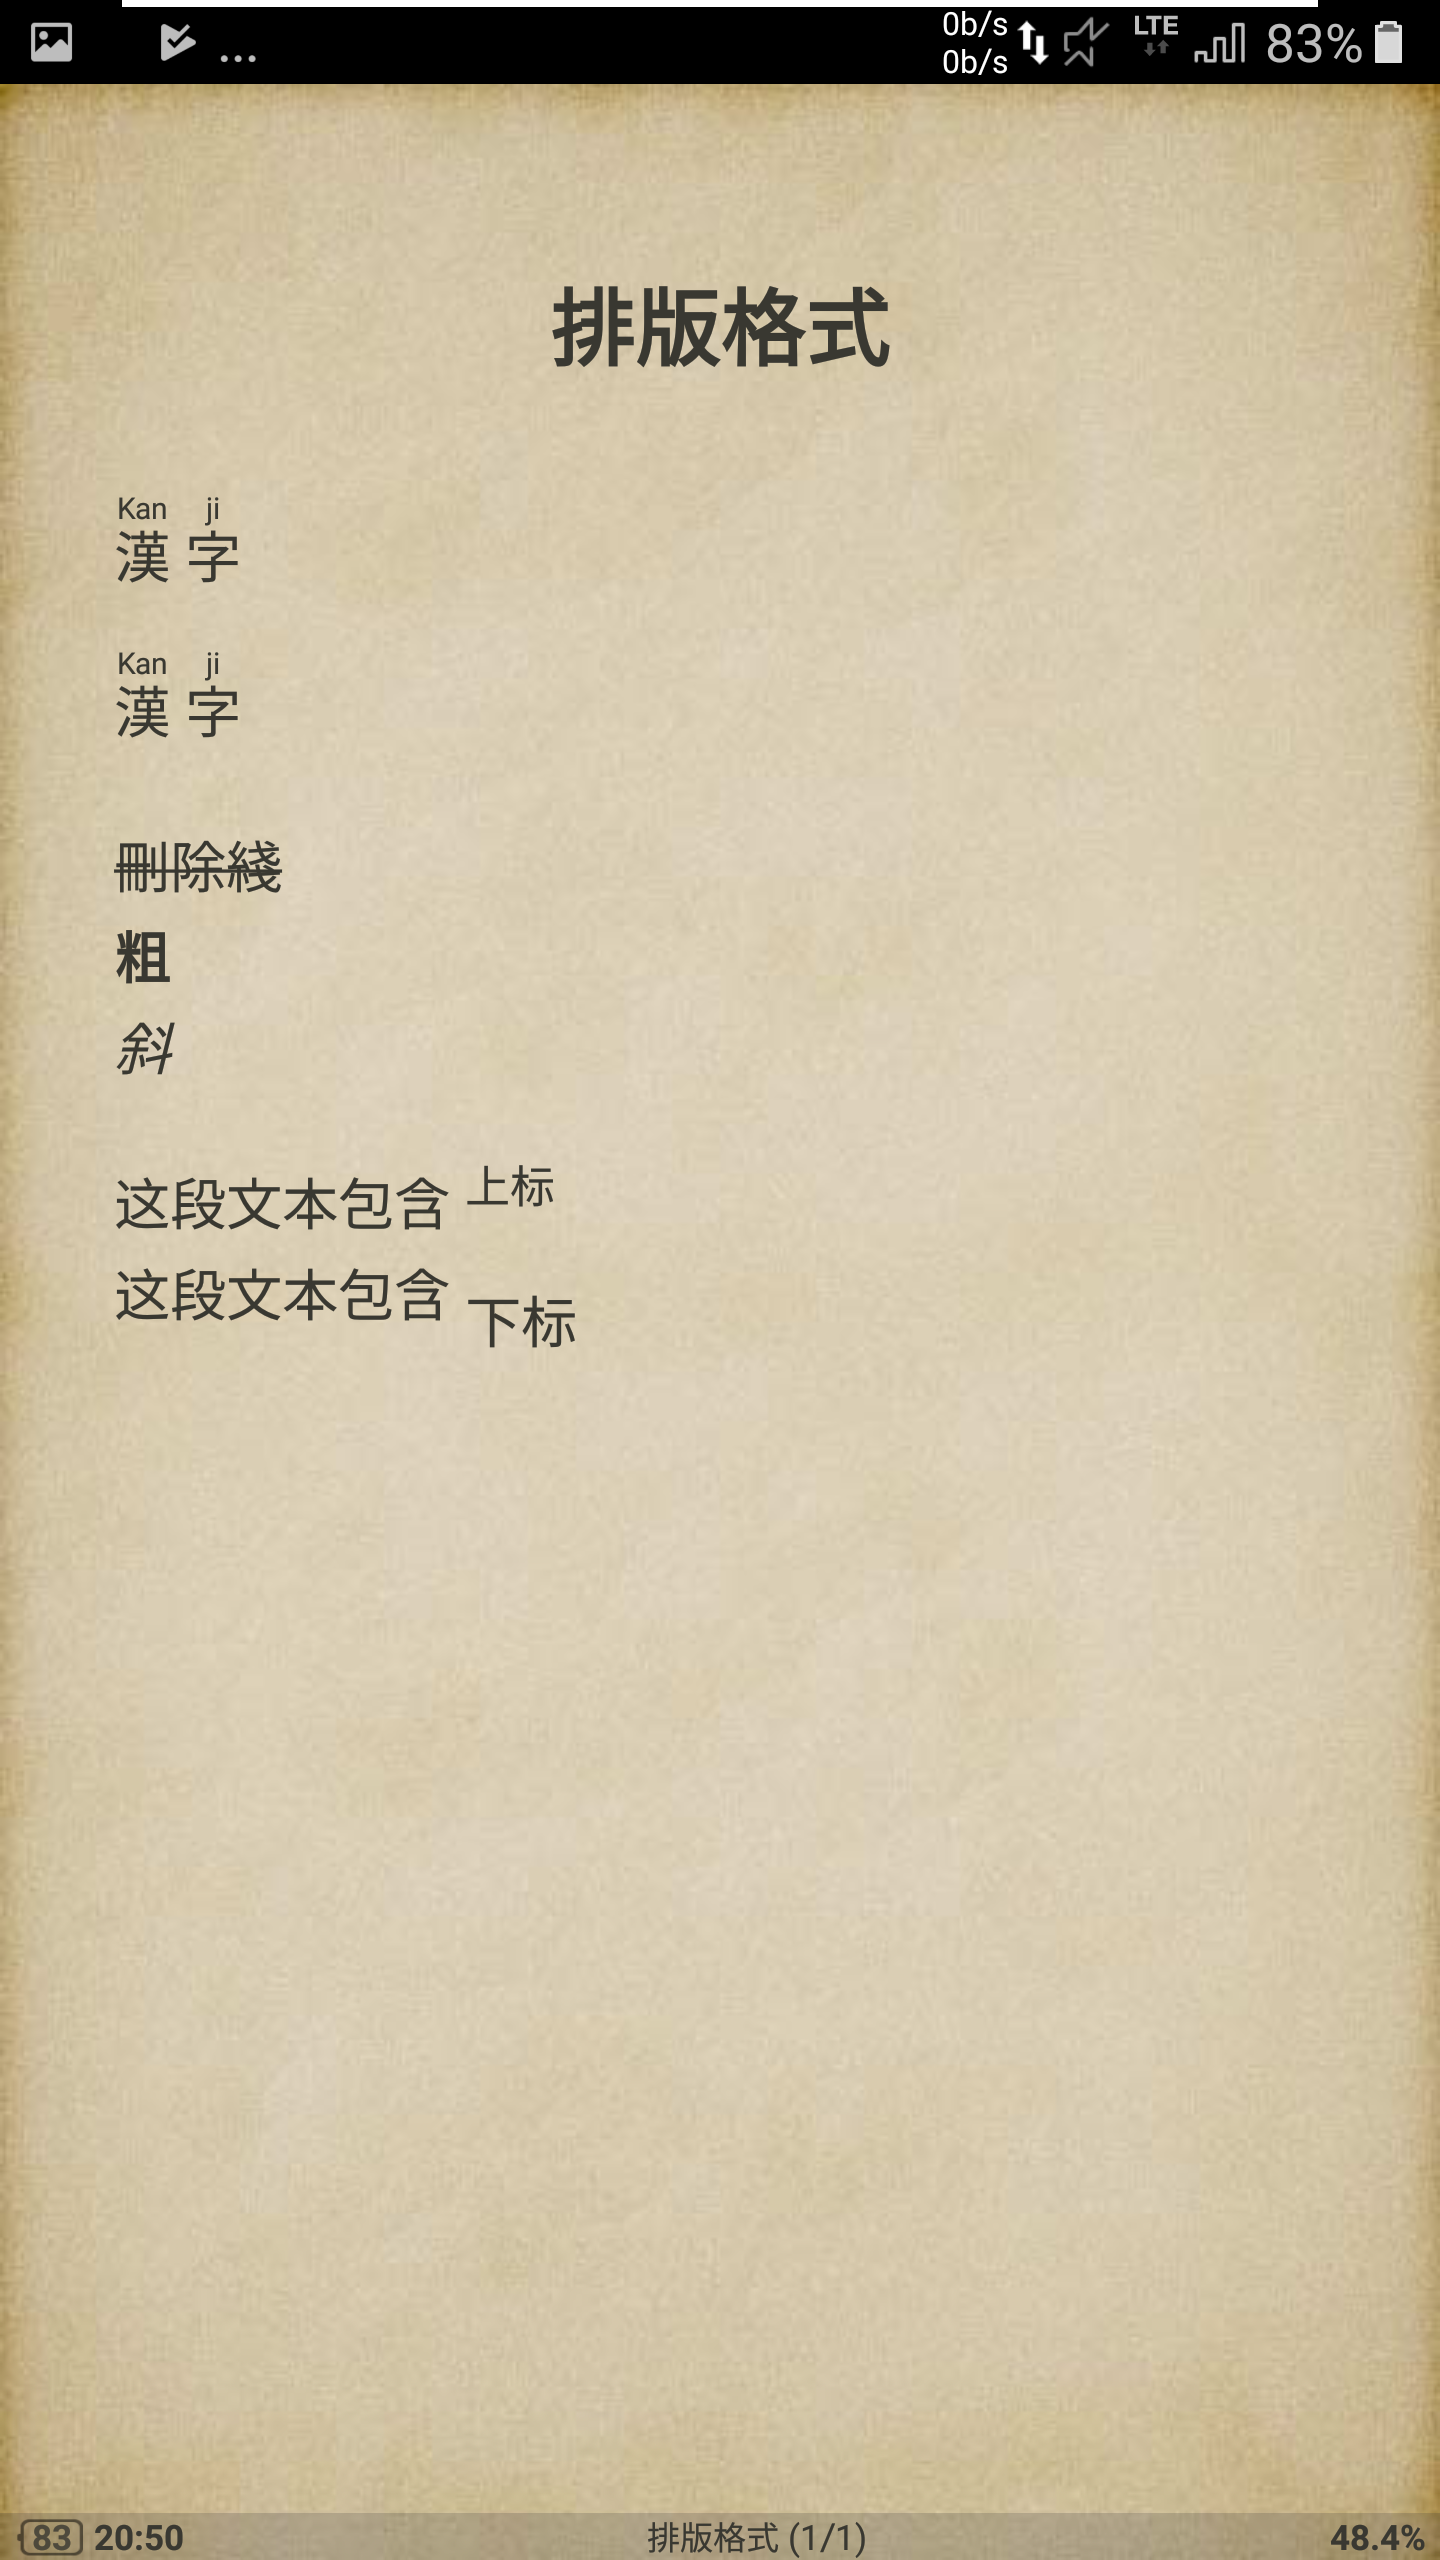 0b/s
0b/s
LTE
83%
排版格式
Kan ji
漢 字
Kan ji
漢 字
刪除綫
粗
斜
这段文本包含 上标
这段文本包含 下标
83 20:50 排版格式 (1/1) 48.4%